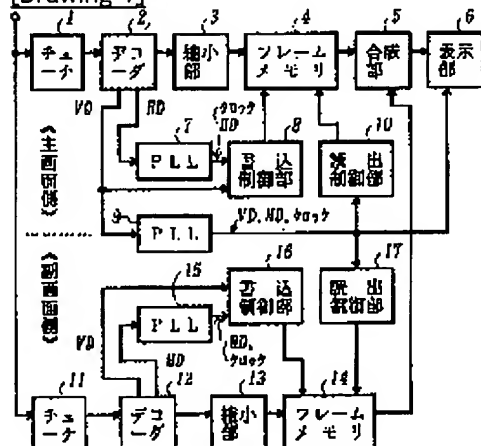 [Drawing 1]
1
チューナ
2
デコーダ
3
縮小部
4
フレームメモリ
5
合成部
6
表示部
VD
HD
7
PLL
クロック
HD
8
書込制御部
10
読出制御部
《主画面部》
9
PLL
VD、HD、クロック
15
PLL
16
書込制御部
17
読出制御部
HD、
クロック
VD
HD
11
チューナ
12
デコーダ
13
縮小部
14
フレームメモリ